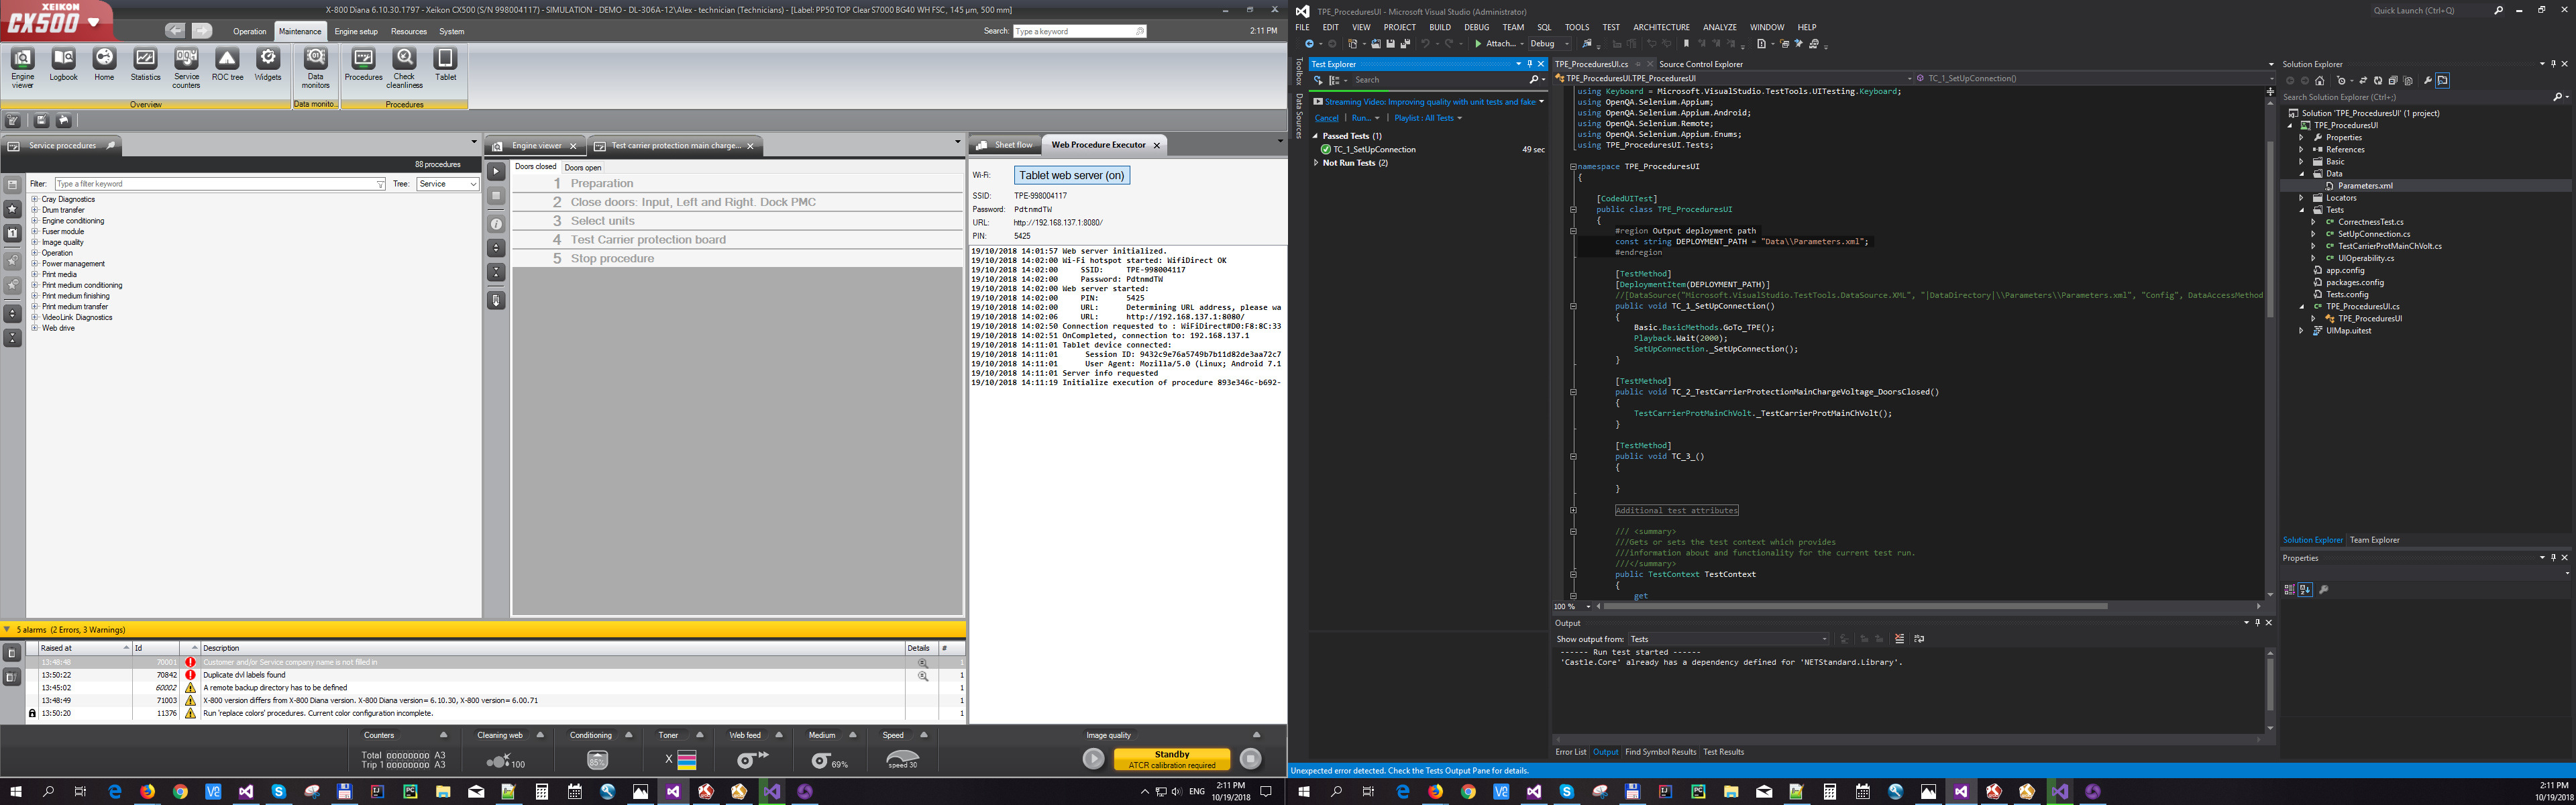 X-800 Diana 6.10.30.1797 - Xeikon CX500 (S/N 998004117) - SIMULATION - DEMO - DL-306A-12\Alex - technician (Technicians) - [Label: PP50 TOP Clear S7000 BG40 WH FSC, 145 µm, 500 mm]
XEIKON
CX500
Operation Maintenance Engine setup Resources System
Search: Type a keyword 2:11 PM
Engine viewer Logbook Home Statistics Service counters ROC tree Widgets Data monitors Procedures Check cleanliness Tablet
Overview Data monito... Procedures
Service procedures
88 procedures
Filter: Type a filter keyword Tree: Service
Cray Diagnostics
Drum transfer
Engine conditioning
Fuser module
Image quality
Operation
Power management
Print media
Print medium conditioning
Print medium finishing
Print medium transfer
VideoLink Diagnostics
Web drive
Engine viewer Test carrier protection main charge...
Doors closed Doors open
1 Preparation
2 Close doors: Input, Left and Right. Dock PMC
3 Select units
4 Test Carrier protection board
5 Stop procedure
Sheet flow Web Procedure Executor
Wi-Fi: Tablet web server (on)
SSID: TPE-998004117
Password: PdtnmdTW
URL: http://192.168.137.1:8080/
PIN: 5425
19/10/2018 14:01:57 Web server initialized.
19/10/2018 14:02:00 Wi-Fi hotspot started: WifiDirect OK
19/10/2018 14:02:00 SSID: TPE-998004117
19/10/2018 14:02:00 Password: PdtnmdTW
19/10/2018 14:02:00 Web server started:
19/10/2018 14:02:00 PIN: 5425
19/10/2018 14:02:00 URL: Determining URL address, please wa
19/10/2018 14:02:06 URL: http://192.168.137.1:8080/
19/10/2018 14:02:50 Connection requested to : WiFiDirect#D0:F8:8C:33
19/10/2018 14:02:51 OnCompleted, connection to: 192.168.137.1
19/10/2018 14:11:01 Tablet device connected:
19/10/2018 14:11:01 Session ID: 9432c9e76a5749b7b11d82de3aa72c7
19/10/2018 14:11:01 User Agent: Mozilla/5.0 (Linux; Android 7.1
19/10/2018 14:11:01 Server info requested
19/10/2018 14:11:19 Initialize execution of procedure 893e346c-b692-
5 alarms (2 Errors, 3 Warnings)
Raised at Id Description Details #
13:48:48 70001 Customer and/or Service company name is not filled in 1
13:50:22 70842 Duplicate dvl labels found 1
13:45:02 60002 A remote backup directory has to be defined 1
13:48:49 71003 X-800 version differs from X-800 Diana version. X-800 Diana version= 6.10.30, X-800 version= 6.00.71 1
13:50:20 11376 Run 'replace colors' procedures. Current color configuration incomplete. 1
Counters Cleaning web Conditioning Toner Web feed Medium Speed Image quality
Total 00000000 A3
Trip 1 00000000 A3
100 85% X 69% speed 30
Standby
ATCR calibration required
ENG 2:11 PM
10/19/2018
TPE_ProceduresUI - Microsoft Visual Studio (Administrator)
Quick Launch (Ctrl+Q)
FILE EDIT VIEW PROJECT BUILD DEBUG TEAM SQL TOOLS TEST ARCHITECTURE ANALYZE WINDOW HELP
Attach... Debug
Toolbox
Data Sources
Test Explorer
Search
Streaming Video: Improving quality with unit tests and fake
Cancel | Run... | Playlist : All Tests
Passed Tests (1)
TC_1_SetUpConnection 49 sec
Not Run Tests (2)
TPE_ProceduresUI.cs Source Control Explorer
TPE_ProceduresUI.TPE_ProceduresUI TC_1_SetUpConnection()
using Keyboard = Microsoft.VisualStudio.TestTools.UITesting.Keyboard;
using OpenQA.Selenium.Appium;
using OpenQA.Selenium.Appium.Android;
using OpenQA.Selenium.Remote;
using OpenQA.Selenium.Appium.Enums;
using TPE_ProceduresUI.Tests;
namespace TPE_ProceduresUI
{
[CodedUITest]
public class TPE_ProceduresUI
{
#region Output deployment path
const string DEPLOYMENT_PATH = "Data\\Parameters.xml";
#endregion
[TestMethod]
[DeploymentItem(DEPLOYMENT_PATH)]
//[DataSource("Microsoft.VisualStudio.TestTools.DataSource.XML", "|DataDirectory|\\Parameters\\Parameters.xml", "Config", DataAccessMethod
public void TC_1_SetUpConnection()
{
Basic.BasicMethods.GoTo_TPE();
Playback.Wait(2000);
SetUpConnection._SetUpConnection();
}
[TestMethod]
public void TC_2_TestCarrierProtectionMainChargeVoltage_DoorsClosed()
{
TestCarrierProtMainChVolt._TestCarrierProtMainChVolt();
}
[TestMethod]
public void TC_3_()
{
}
Additional test attributes
/// <summary>
///Gets or sets the test context which provides
///information about and functionality for the current test run.
///</summary>
public TestContext TestContext
{
get
100 %
Output
Show output from: Tests
------ Run test started ------
'Castle.Core' already has a dependency defined for 'NETStandard.Library'.
Error List Output Find Symbol Results Test Results
Unexpected error detected. Check the Tests Output Pane for details.
Solution Explorer
Search Solution Explorer (Ctrl+;)
Solution 'TPE_ProceduresUI' (1 project)
TPE_ProceduresUI
Properties
References
Basic
Data
Parameters.xml
Locators
Tests
CorrectnessTest.cs
SetUpConnection.cs
TestCarrierProtMainChVolt.cs
UIOperability.cs
app.config
packages.config
Tests.config
TPE_ProceduresUI.cs
TPE_ProceduresUI
UIMap.uitest
Solution Explorer Team Explorer
Properties
ENG 2:11 PM
10/19/2018